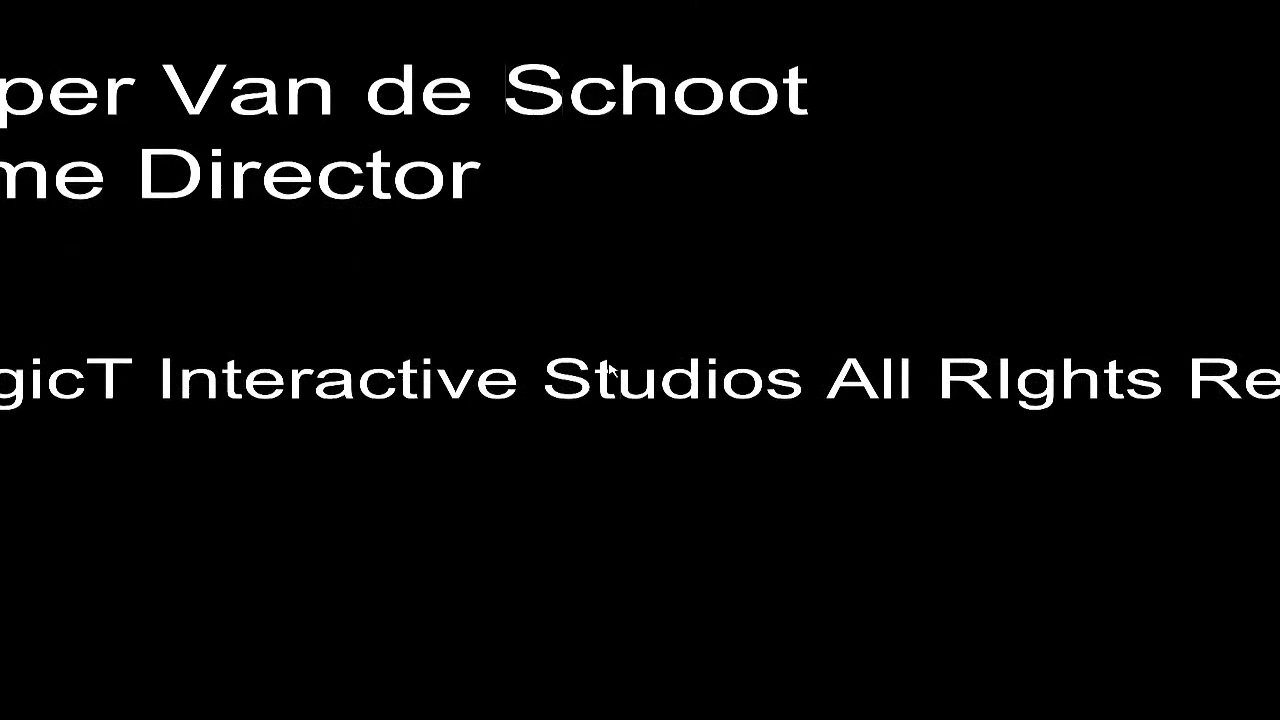 per Van de Schoot
me Director
gicT Interactive Studios All RIghts Re